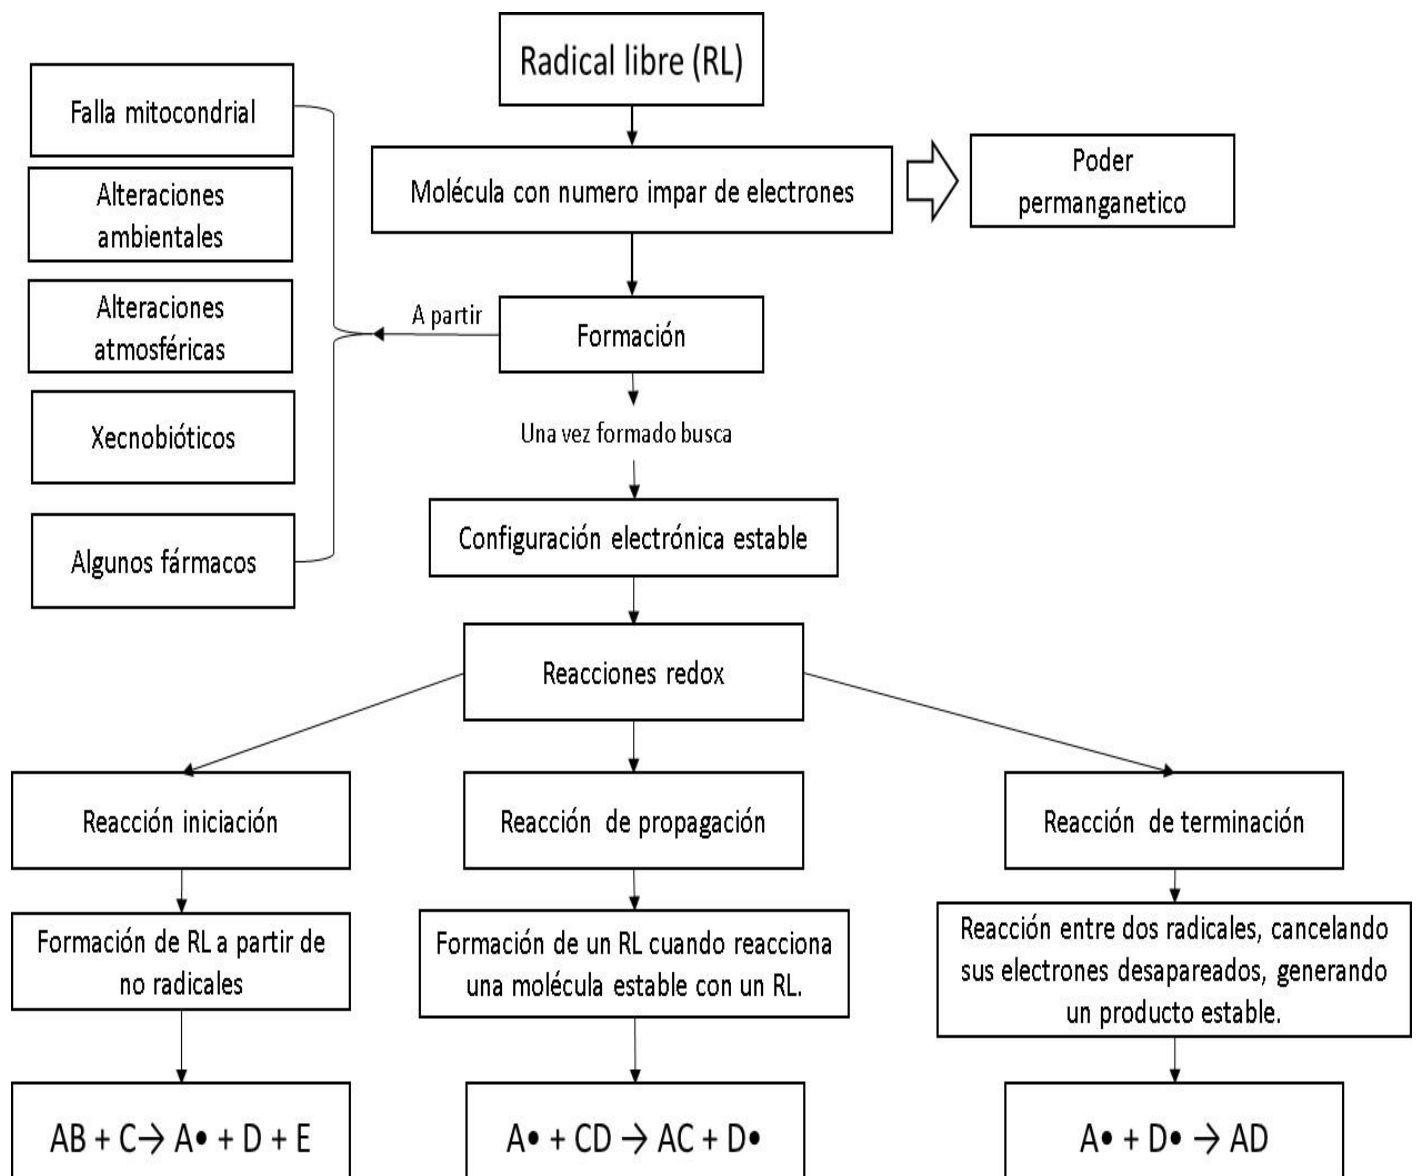 Radical libre (RL)
Molécula con numero impar de electrones
Poder
permanganetico
Falla mitocondrial
Alteraciones
ambientales
Alteraciones
atmosféricas
Xecnobióticos
Algunos fármacos
A partir
Formación
Una vez formado busca
Configuración electrónica estable
Reacciones redox
Reacción iniciación
Reacción de propagación
Reacción de terminación
Formación de RL a partir de
no radicales
Formación de un RL cuando reacciona
una molécula estable con un RL.
Reacción entre dos radicales, cancelando
sus electrones desapareados, generando
un producto estable.
AB + C→ A• + D + E
A• + CD → AC + D•
A• + D• → AD